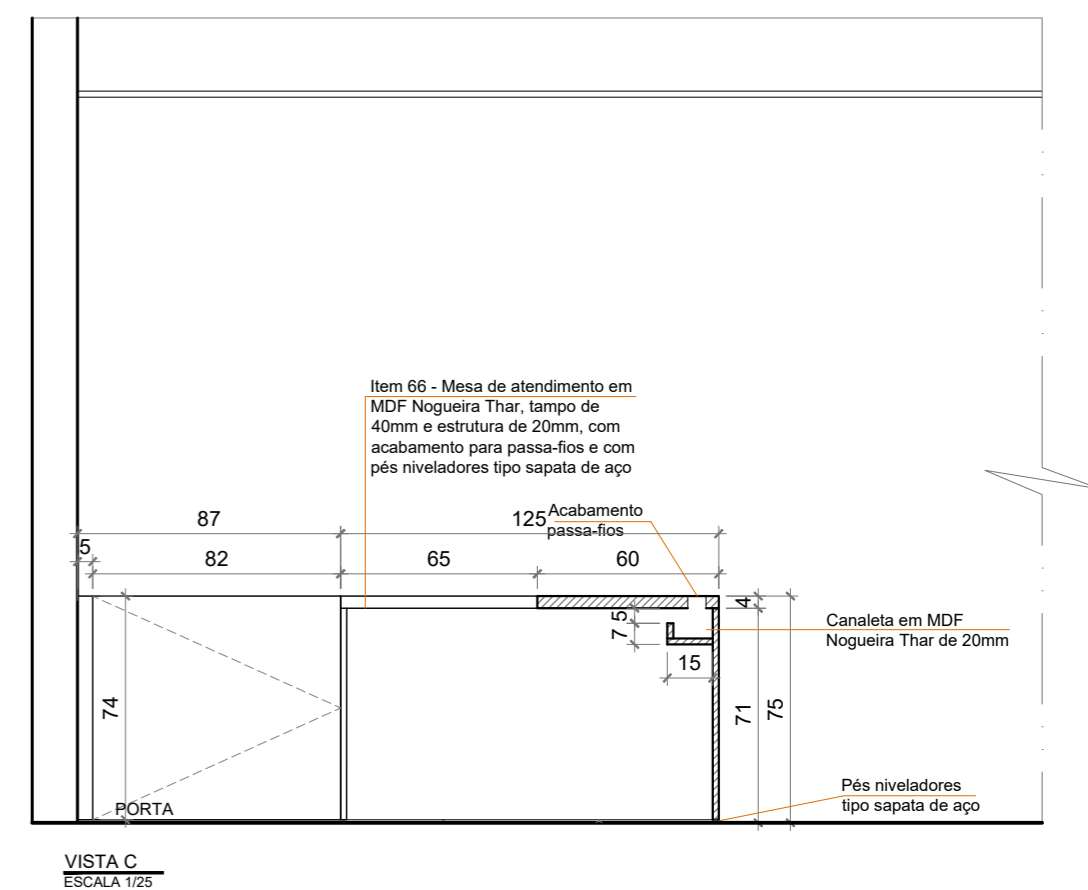 Item 66 - Mesa de atendimento em
MDF Nogueira Thar, tampo de
40mm e estrutura de 20mm, com
acabamento para passa-fios e com
pés niveladores tipo sapata de aço
87
125
Acabamento
passa-fios
5
82
65
60
4
5
7
15
Canaleta em MDF
Nogueira Thar de 20mm
74
71
75
Pés niveladores
tipo sapata de aço
PORTA
VISTA C
ESCALA 1/25